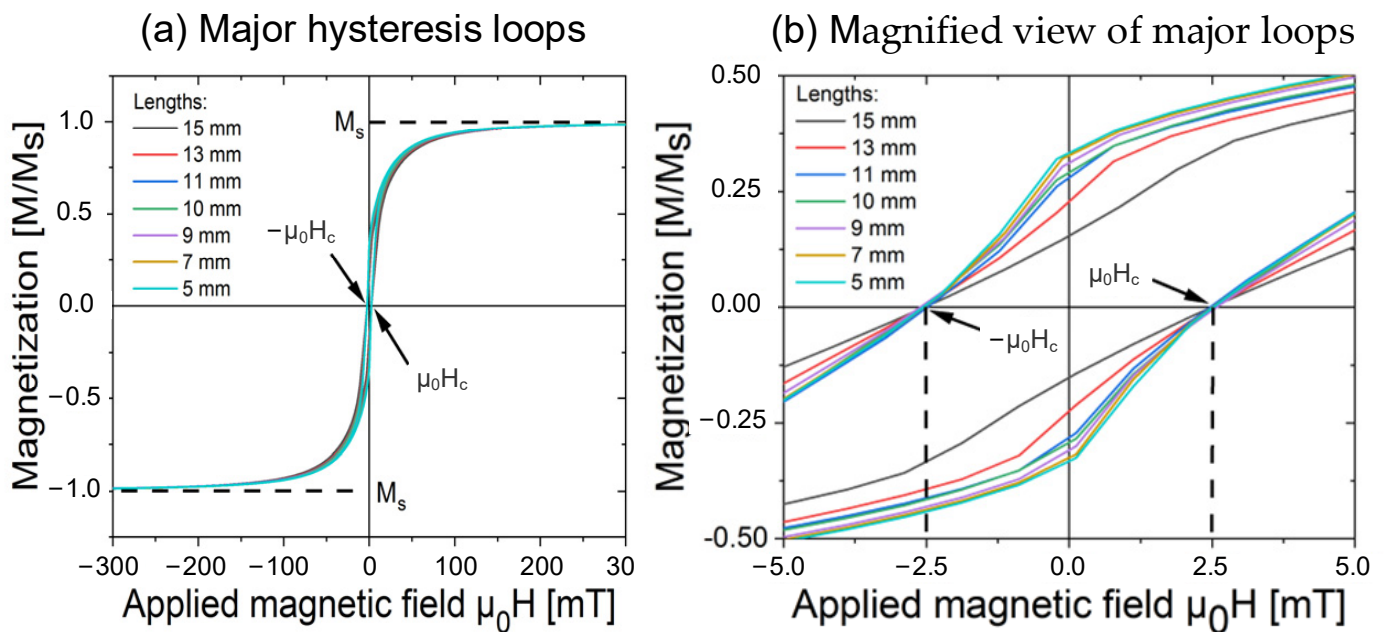 (a) Major hysteresis loops
1.0
0.5
0.0
−0.5
−1.0
Magnetization [M/Ms]
Lengths:
15 mm
13 mm
11 mm
10 mm
9 mm
7 mm
5 mm
Ms
−μ₀Hc
μ₀Hc
Ms
−300
−200
−100
0
100
200
30
Applied magnetic field μ₀H [mT]
(b) Magnified view of major loops
0.50
0.25
0.00
−0.25
-0.50
Magnetization [M/Ms]
Lengths:
15 mm
13 mm
11 mm
10 mm
9 mm
7 mm
5 mm
μ₀Hc
−μ₀Hc
−5.0
−2.5
0.0
2.5
5.0
Applied magnetic field μ₀H [mT]